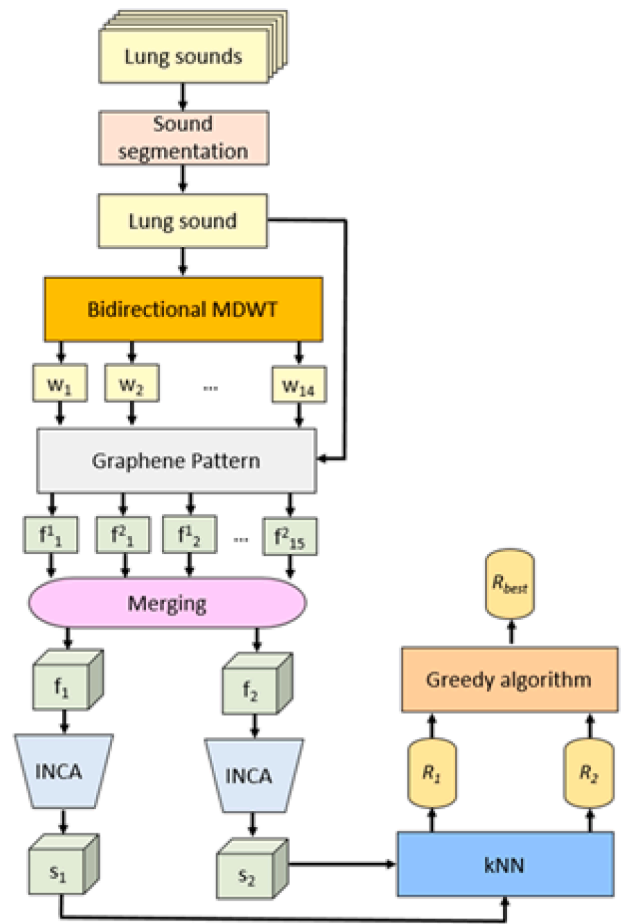 Lung sounds
Sound
segmentation
Lung sound
Bidirectional MDWT
w₁ w₂ ... w₁₄
Graphene Pattern
f¹₁ f²₁ f¹₂ ... f²₁₅
Merging
f₁ f₂
INCA INCA
s₁ s₂
R_best
Greedy algorithm
R₁ R₂
kNN